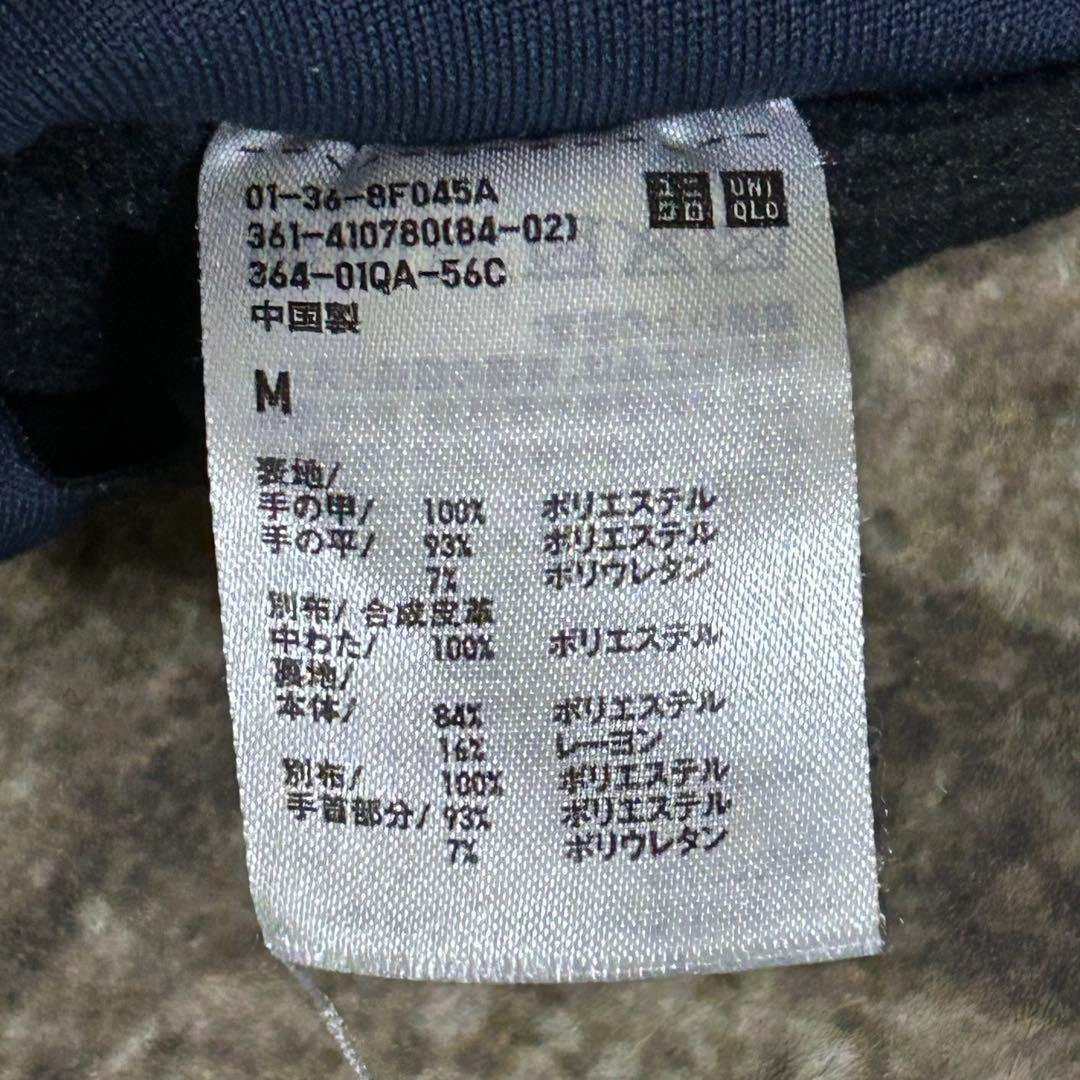 01-36-8F045A
ユニクロ UNIQLO
361-410780(84-02)
364-01QA-56C
中国製
M
表地/
手の甲/ 100% ポリエステル
手の平/ 93% ポリエステル
7% ポリウレタン
別布/ 合成皮革
中わた/ 100% ポリエステル
裏地/
本体/ 84% ポリエステル
16% レーヨン
別布/ 100% ポリエステル
手首部分/ 93% ポリエステル
7% ポリウレタン